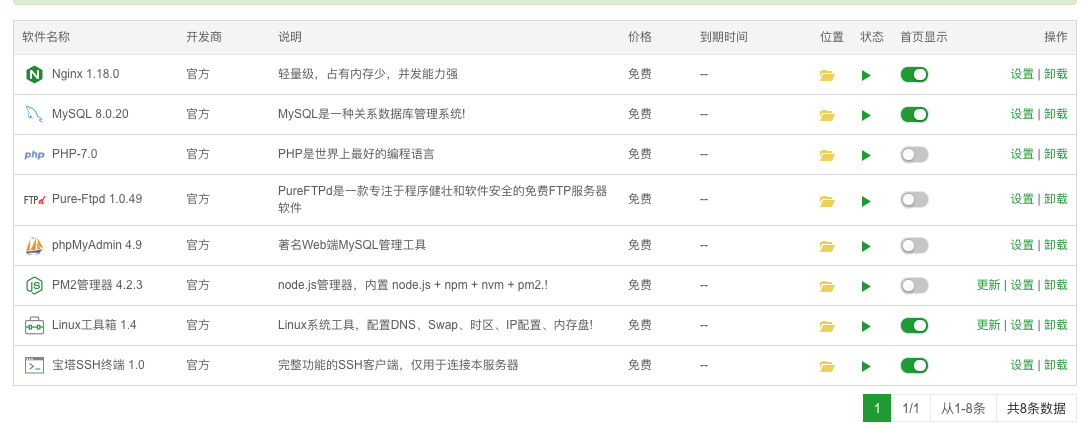 软件名称 开发商 说明 价格 到期时间 位置 状态 首页显示 操作
Nginx 1.18.0 官方 轻量级，占有内存少，并发能力强 免费 -- 设置 | 卸载
MySQL 8.0.20 官方 MySQL是一种关系数据库管理系统! 免费 -- 设置 | 卸载
php PHP-7.0 官方 PHP是世界上最好的编程语言 免费 -- 设置 | 卸载
FTPd Pure-Ftpd 1.0.49 官方 PureFTPd是一款专注于程序健壮和软件安全的免费FTP服务器 免费 -- 设置 | 卸载
软件
phpMyAdmin 4.9 官方 著名Web端MySQL管理工具 免费 -- 设置 | 卸载
PM2管理器 4.2.3 官方 node.js管理器，内置 node.js + npm + nvm + pm2.! 免费 -- 更新 | 设置 | 卸载
Linux工具箱 1.4 官方 Linux系统工具，配置DNS、Swap、时区、IP配置、内存盘! 免费 -- 更新 | 设置 | 卸载
宝塔SSH终端 1.0 官方 完整功能的SSH客户端，仅用于连接本服务器 免费 -- 设置 | 卸载
1 1/1 从1-8条 共8条数据